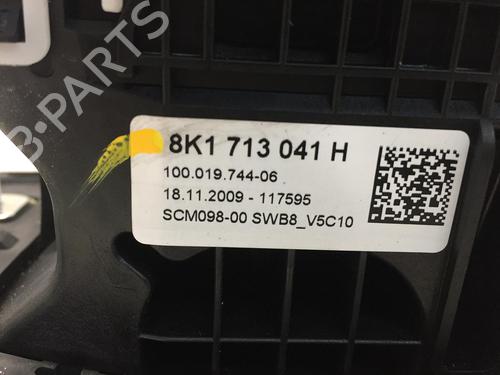 B-PARTS
8K1 713 041 H
100.019.744-06
18.11.2009 - 117595
SCM098-00 SWB8_V5C10